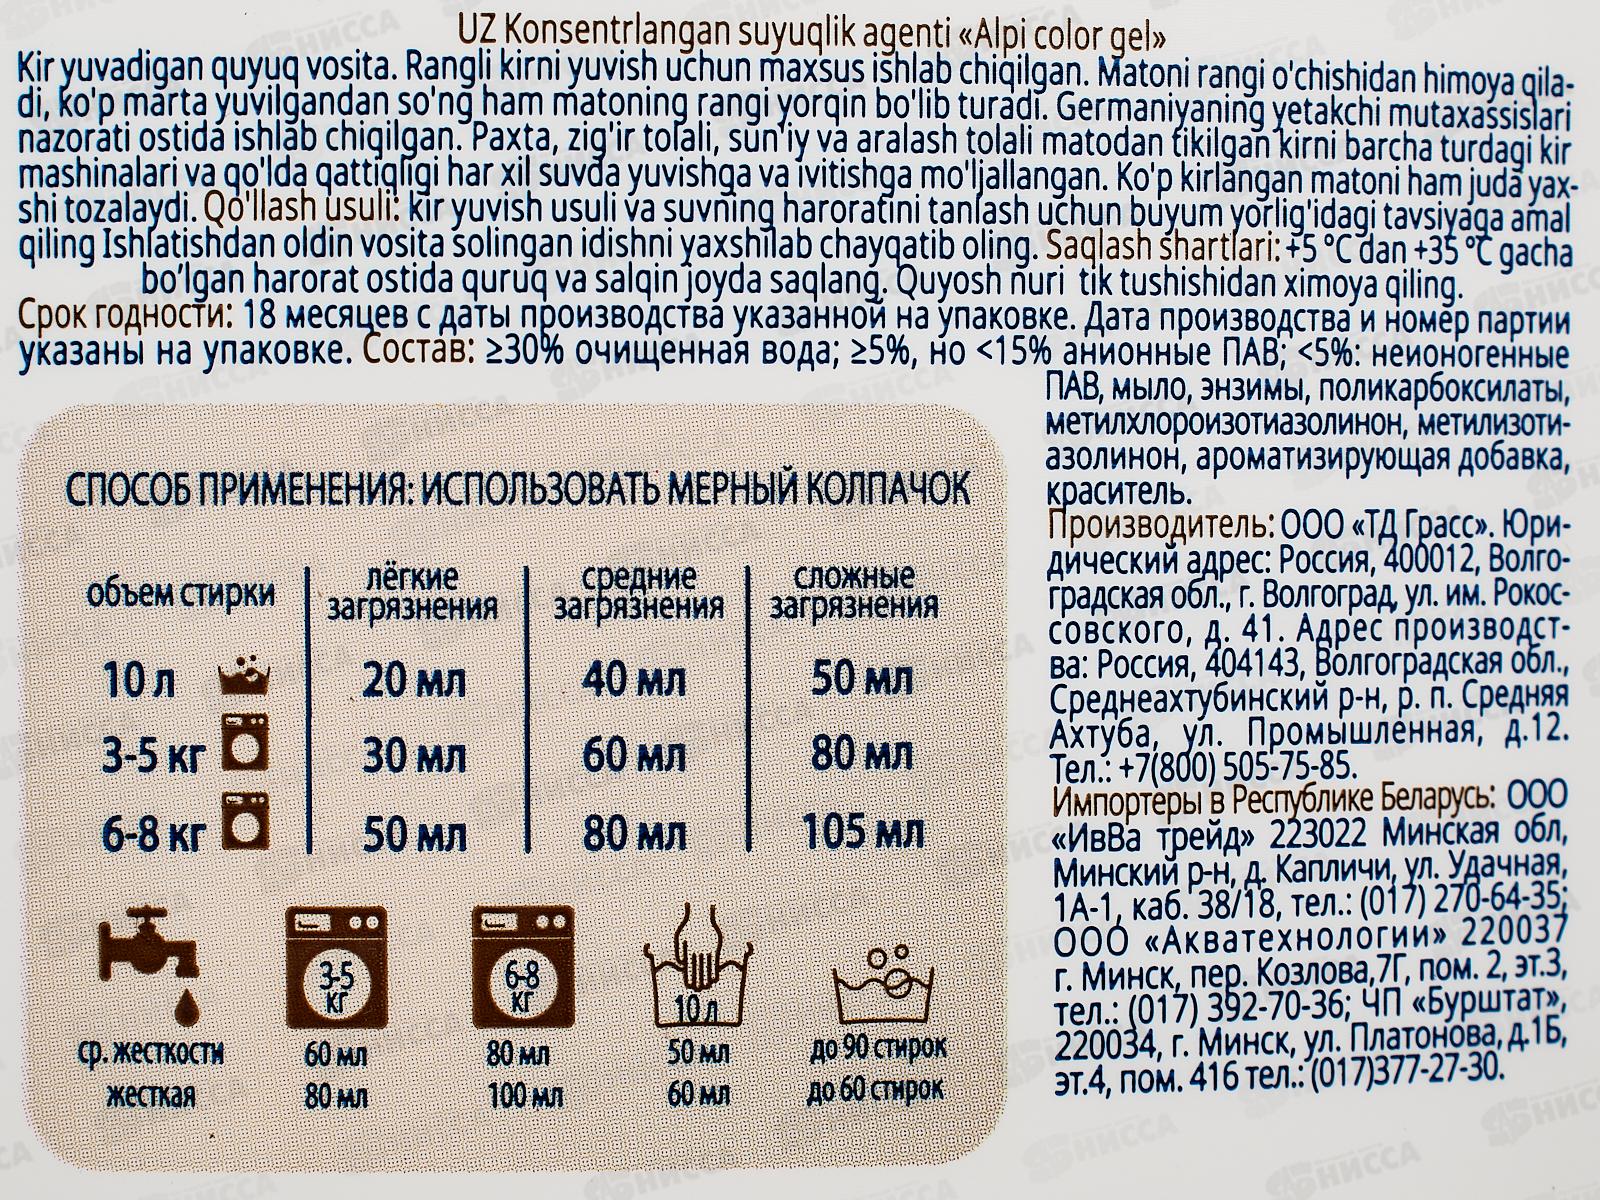 UZ Konsentrlangan suyuqlik agenti «Alpi color gel»
Kir yuvadigan quyuq vosita. Rangli kirni yuvish uchun maxsus ishlab chiqilgan. Matoni rangi o'chishidan himoya qila-
di, ko'p marta yuvilgandan so'ng ham matoning rangi yorqin bo'lib turadi. Germaniyaning yetakchi mutaxassislari
nazorati ostida ishlab chiqilgan. Paxta, zig'ir tolali, sun'iy va aralash tolali matodan tikilgan kirni barcha turdagi kir
mashinalari va qo'lda qattiqligi har xil suvda yuvishga va ivitishga mo'ljallangan. Ko'p kirlangan matoni ham juda yax-
shi tozalaydi. Qo'llash usuli: kir yuvish usuli va suvning haroratini tanlash uchun buyum yorlig'idagi tavsiyaga amal
qiling Ishlatishdan oldin vosita solingan idishni yaxshilab chayqatib oling. Saqlash shartlari: +5 °C dan +35 °C gacha
bo’lgan harorat ostida quruq va salqin joyda saqlang. Quyosh nuri tik tushishidan ximoya qiling.
Срок годности: 18 месяцев с даты производства указанной на упаковке. Дата производства и номер партии
указаны на упаковке. Состав: ≥30% очищенная вода; ≥5%, но <15% анионные ПАВ; <5%: неионогенные
ПАВ, мыло, энзимы, поликарбоксилаты,
метилхлороизотиазолинон, метилизоти-
азолинон, ароматизирующая добавка,
краситель.
Производитель: ООО «ТД Грасс». Юри-
дический адрес: Россия, 400012, Волго-
градская обл., г. Волгоград, ул. им. Рокос-
совского, д. 41. Адрес производст-
ва: Россия, 404143, Волгоградская обл.,
Среднеахтубинский р-н, р. п. Средняя
Ахтуба, ул. Промышленная, д.12.
Тел.: +7(800) 505-75-85.
Импортеры в Республике Беларусь: ООО
«ИвВа трейд» 223022 Минская обл,
Минский р-н, д. Капличи, ул. Удачная,
1А-1, каб. 38/18, тел.: (017) 270-64-35;
ООО «Акватехнологии» 220037
г. Минск, пер. Козлова,7Г, пом. 2, эт.3,
тел.: (017) 392-70-36; ЧП «Бурштат»,
220034, г. Минск, ул. Платонова, д.1Б,
эт.4, пом. 416 тел.: (017)377-27-30.
СПОСОБ ПРИМЕНЕНИЯ: ИСПОЛЬЗОВАТЬ МЕРНЫЙ КОЛПАЧОК
объем стирки лёгкие загрязнения средние загрязнения сложные загрязнения
10 л 20 мл 40 мл 50 мл
3-5 кг 30 мл 60 мл 80 мл
6-8 кг 50 мл 80 мл 105 мл
3-5 кг 6-8 кг 10 л
ср. жесткости 60 мл 80 мл 50 мл до 90 стирок
жесткая 80 мл 100 мл 60 мл до 60 стирок